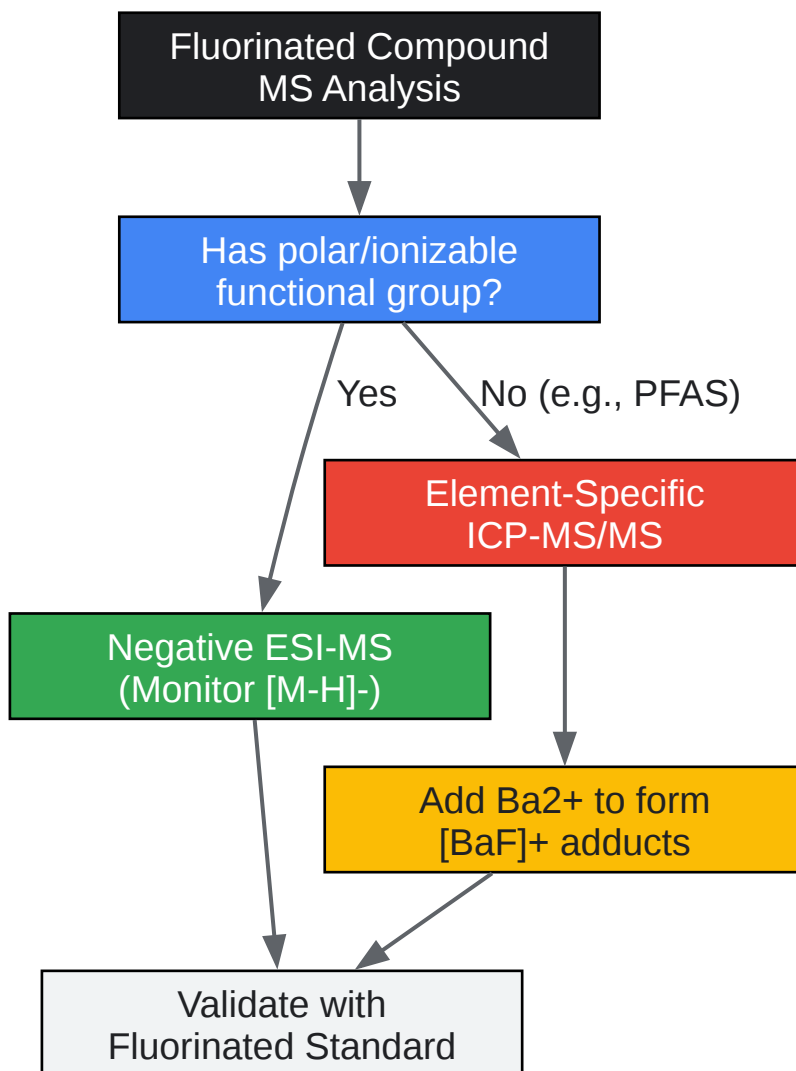 Fluorinated Compound
MS Analysis
Has polar/ionizable
functional group?
Yes
No (e.g., PFAS)
Element-Specific
ICP-MS/MS
Negative ESI-MS
(Monitor [M-H]-)
Add Ba2+ to form
[BaF]+ adducts
Validate with
Fluorinated Standard